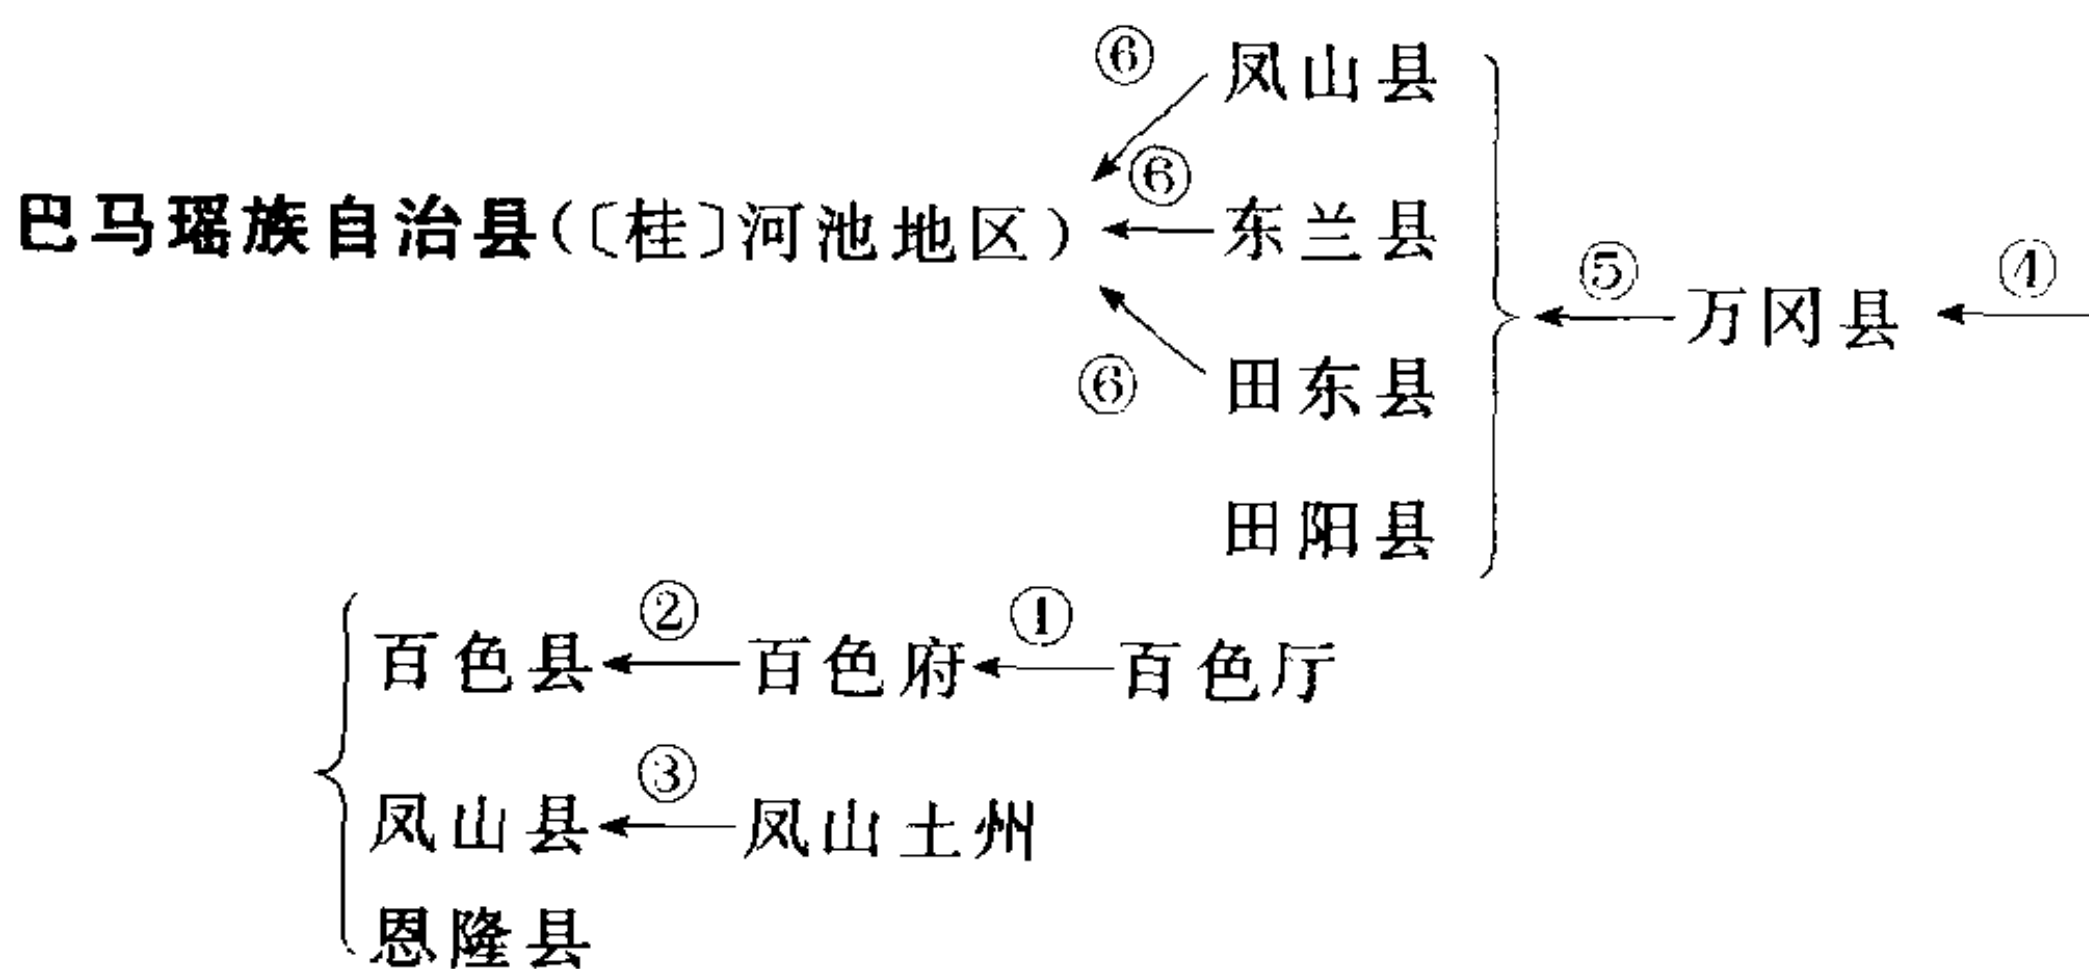 ⑥ 凤山县
巴马瑶族自治县(〔桂〕河池地区) ⑥ 东兰县
⑤ 万冈县 ④
⑥ 田东县
田阳县
百色县 ② 百色府 ① 百色厅
凤山县 ③ 凤山土州
恩隆县